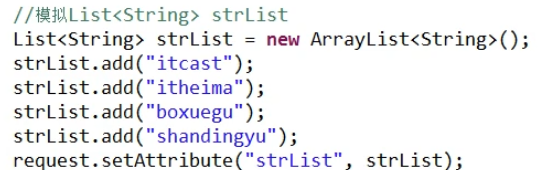 //模拟List<String> strList
List<String> strList = new ArrayList<String>();
strList.add("itcast");
strList.add("itheima");
strList.add("boxuegu");
strList.add("shandingyu");
request.setAttribute("strList", strList);